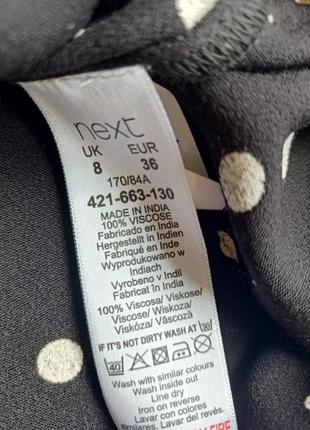 next
UK EUR
8 36
170/84A
421-663-130
MADE IN INDIA
100% VISCOSE
Fabricado en India
Hergestellt in Indien
Fabriqué en Inde
Wyprodukowano w
Indiach
Vyrobeno v Indii
Fabricat în India
100% Viscosa/ Viskose/
Viscose/ Wiskoza/
Viskóza/ Vâscoză
IF IT'S NOT DIRTY WASH AT 30
40
Wash with similar colours
Wash inside out
Line dry
Iron on reverse
Lavar con colores
similares. Lavar del revés.
FIRE